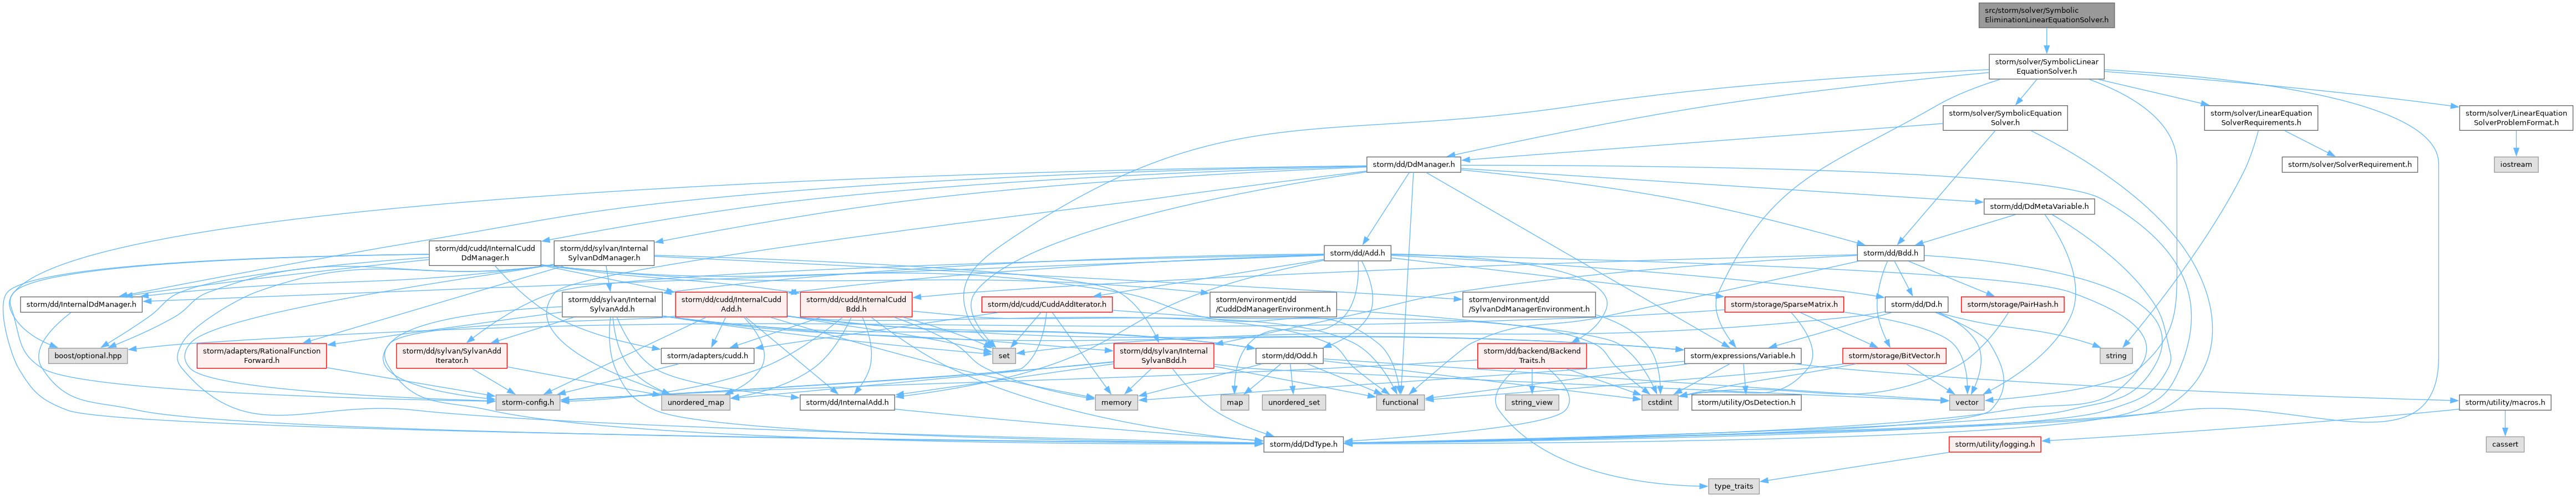 src/storm/solver/Symbolic
EliminationLinearEquationSolver.h
storm/solver/SymbolicLinear
EquationSolver.h
storm/solver/SymbolicEquation
Solver.h
storm/solver/LinearEquation
SolverRequirements.h
storm/solver/LinearEquation
SolverProblemFormat.h
storm/dd/DdManager.h
storm/solver/SolverRequirement.h
iostream
storm/dd/DdMetaVariable.h
storm/dd/cudd/InternalCudd
DdManager.h
storm/dd/sylvan/Internal
SylvanDdManager.h
storm/dd/Add.h
storm/dd/Bdd.h
storm/dd/InternalDdManager.h
storm/dd/sylvan/Internal
SylvanAdd.h
storm/dd/cudd/InternalCudd
Add.h
storm/dd/cudd/InternalCudd
Bdd.h
storm/dd/cudd/CuddAddIterator.h
storm/environment/dd
/CuddDdManagerEnvironment.h
storm/environment/dd
/SylvanDdManagerEnvironment.h
storm/storage/SparseMatrix.h
storm/dd/Dd.h
storm/storage/PairHash.h
boost/optional.hpp
storm/adapters/RationalFunction
Forward.h
storm/dd/sylvan/SylvanAdd
Iterator.h
storm/adapters/cudd.h
set
storm/dd/sylvan/Internal
SylvanBdd.h
storm/dd/Odd.h
storm/dd/backend/Backend
Traits.h
storm/expressions/Variable.h
storm/storage/BitVector.h
string
storm-config.h
unordered_map
storm/dd/InternalAdd.h
memory
map
unordered_set
functional
string_view
cstdint
storm/utility/OsDetection.h
vector
storm/utility/macros.h
storm/dd/DdType.h
storm/utility/logging.h
cassert
type_traits